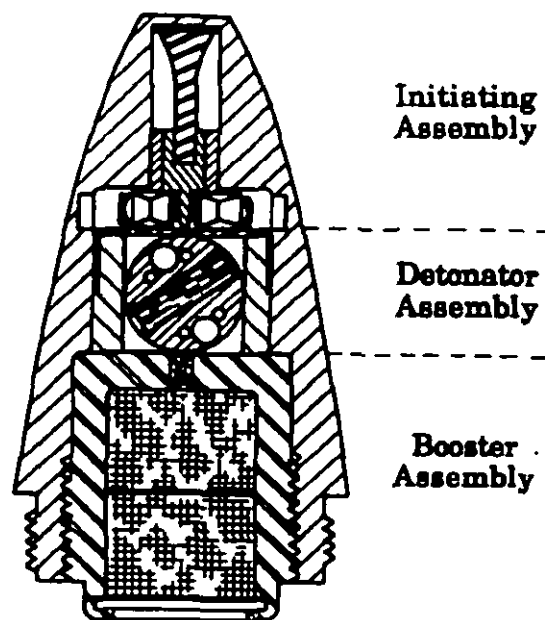 Initiating
Assembly
Detonator
Assembly
Booster
Assembly